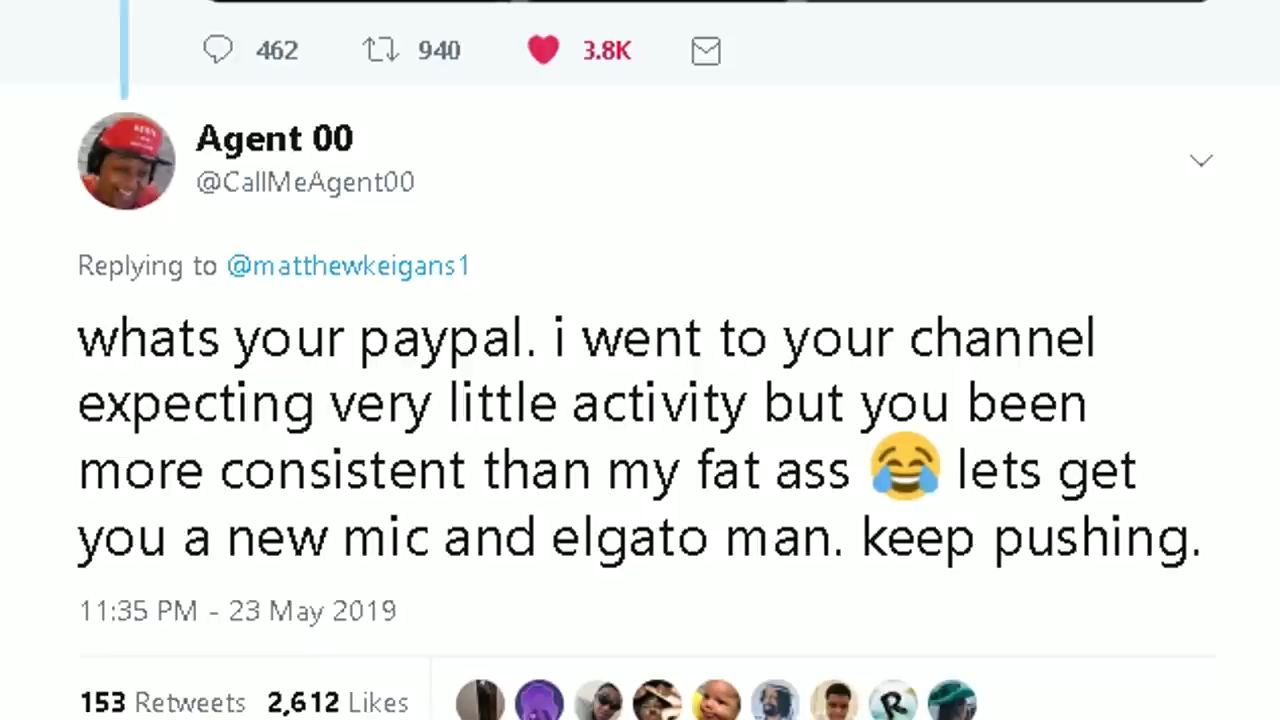 462 940 3.8K
Agent 00
@CallMeAgent00
Replying to @matthewkeigans1
whats your paypal. i went to your channel
expecting very little activity but you been
more consistent than my fat ass 😂 lets get
you a new mic and elgato man. keep pushing.
11:35 PM - 23 May 2019
153 Retweets 2,612 Likes